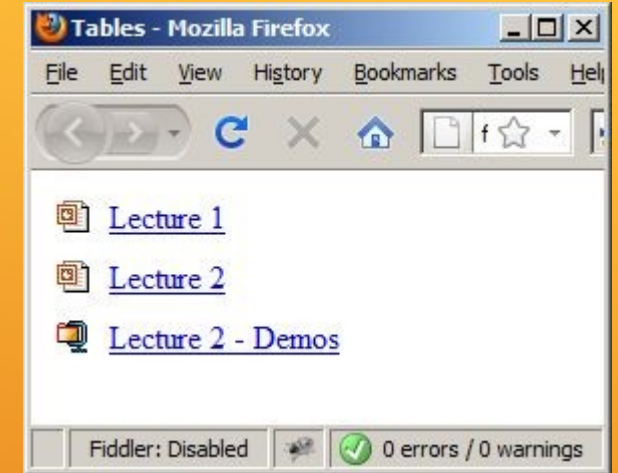 Tables - Mozilla Firefox
File Edit View History Bookmarks Tools Help
f
Lecture 1
Lecture 2
Lecture 2 - Demos
Fiddler: Disabled 0 errors / 0 warnings